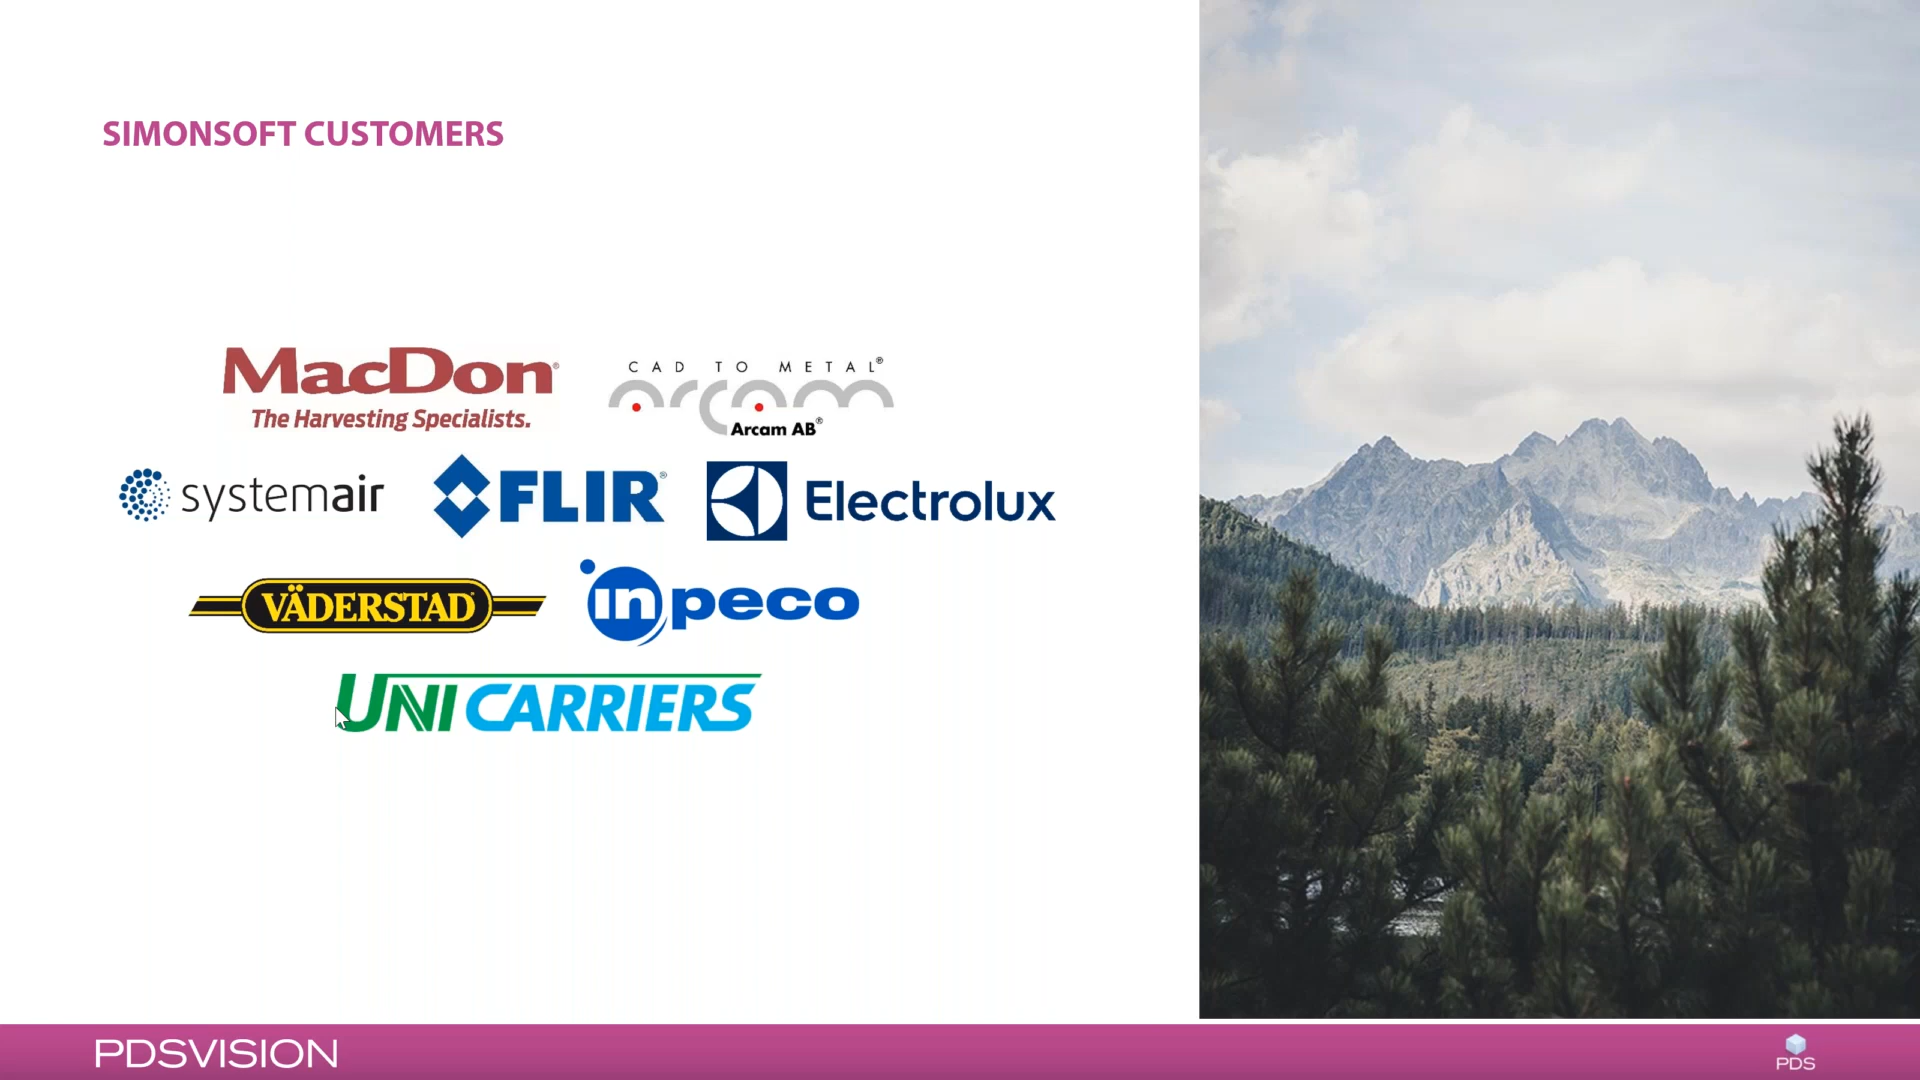 SIMONSOFT CUSTOMERS
MacDon®
The Harvesting Specialists.
CAD TO METAL®
arcam
Arcam AB®
systemair
FLIR®
Electrolux
VÄDERSTAD
inpeco
UNICARRIERS
PDSVISION
PDS